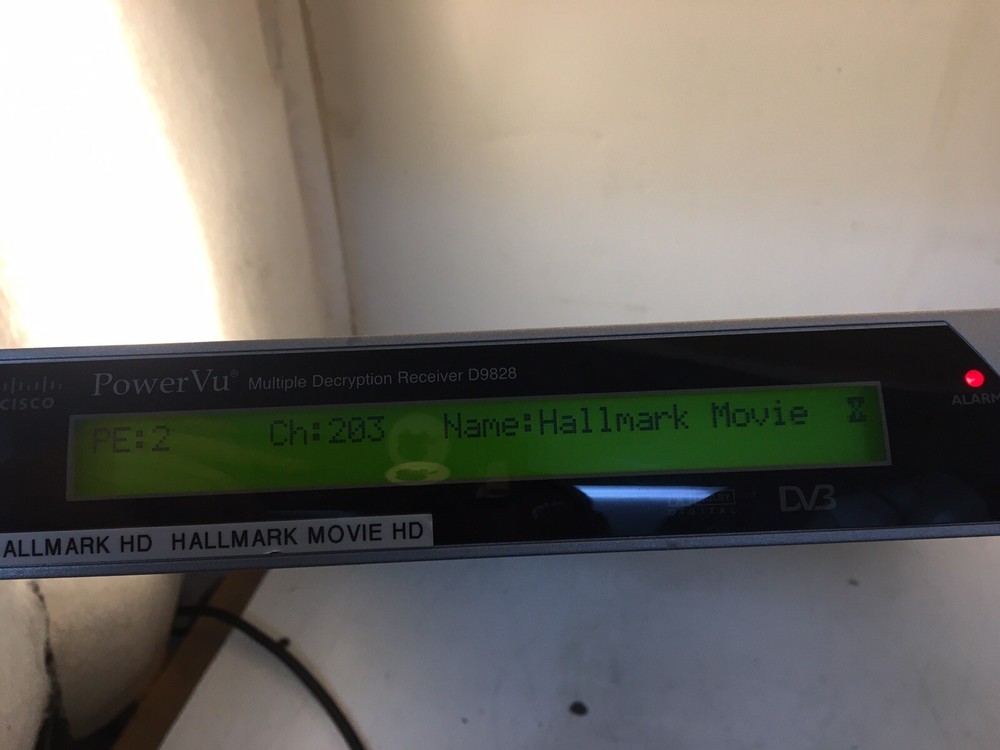 CISCO
PowerVu® Multiple Decryption Receiver D9828
ALARM
PE:2 Ch:203 Name:Hallmark Movie
DIGITAL
DVB
ALLMARK HD HALLMARK MOVIE HD